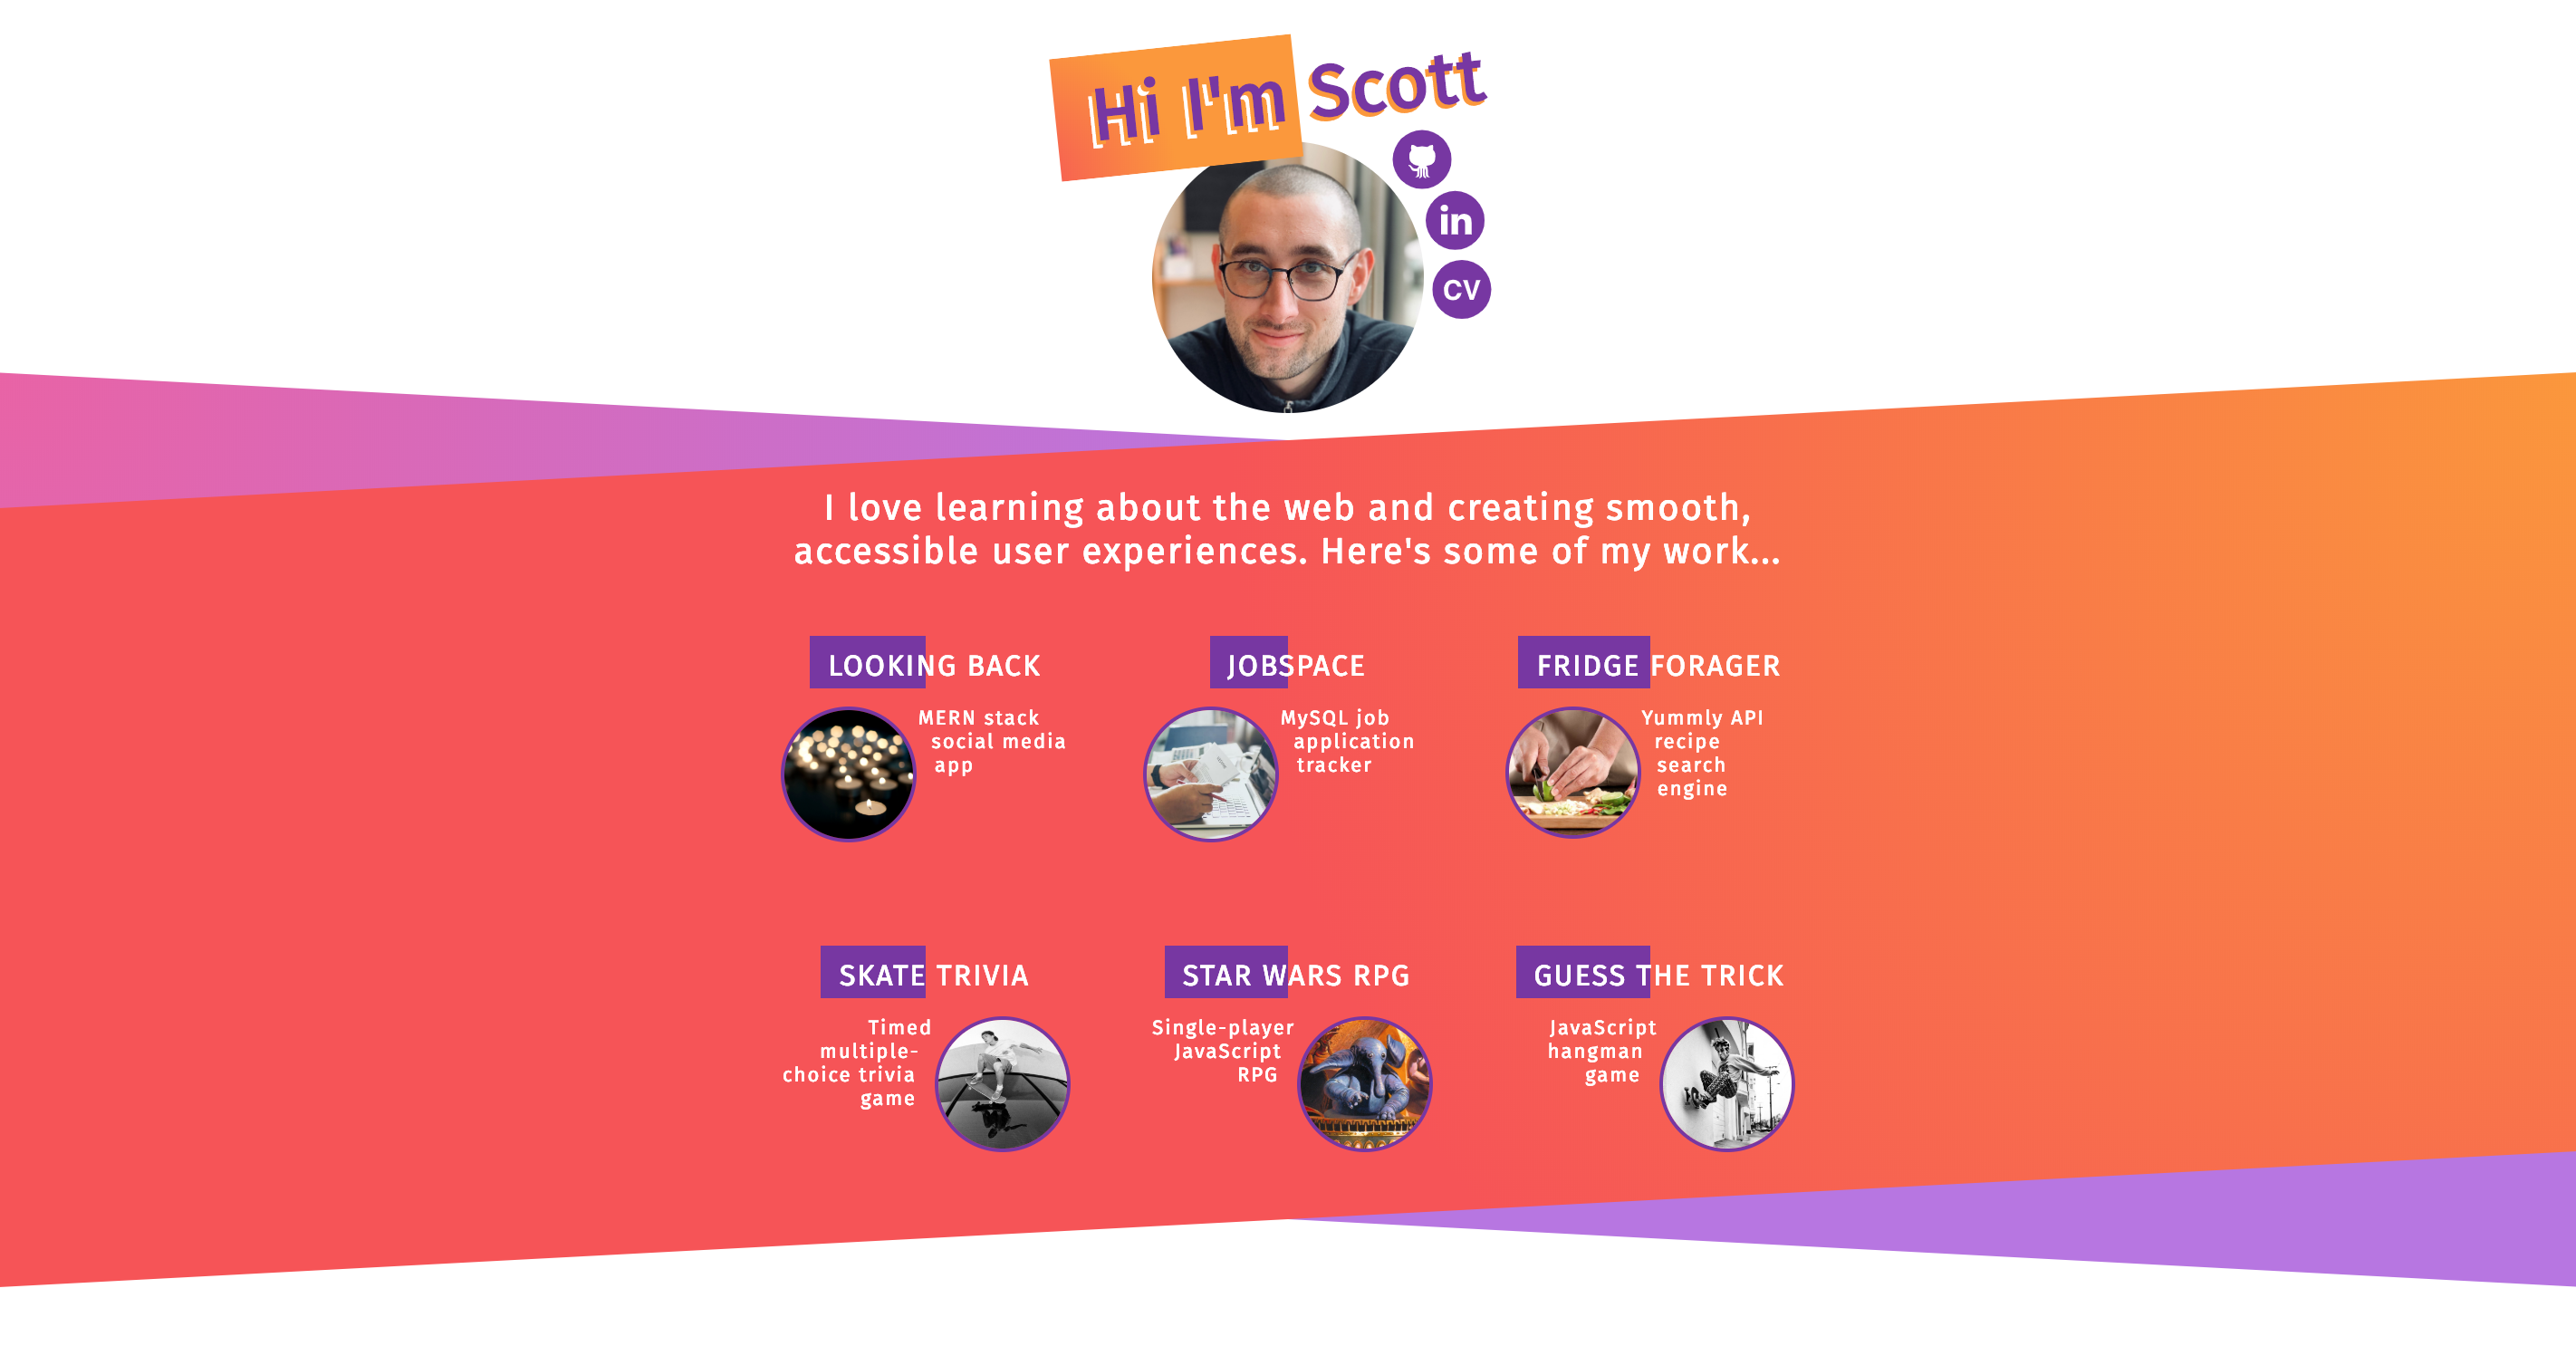 Hi I'm Scott
in
CV
I love learning about the web and creating smooth,
accessible user experiences. Here's some of my work...
LOOKING BACK
MERN stack
social media
app
JOBSPACE
MySQL job
application
tracker
FRIDGE FORAGER
Yummly API
recipe
search
engine
SKATE TRIVIA
Timed
multiple-
choice trivia
game
STAR WARS RPG
Single-player
JavaScript
RPG
GUESS THE TRICK
JavaScript
hangman
game